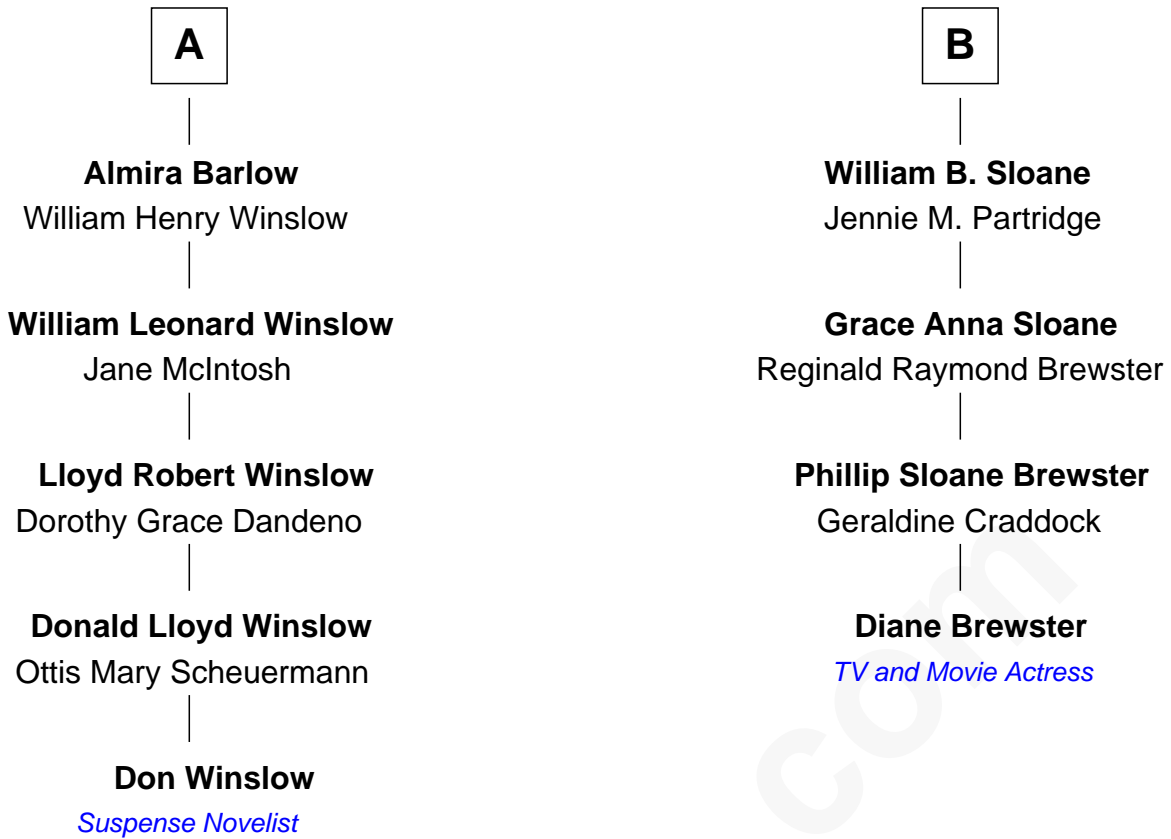 A
Almira Barlow
William Henry Winslow
William Leonard Winslow
Jane McIntosh
Lloyd Robert Winslow
Dorothy Grace Dandeno
Donald Lloyd Winslow
Ottis Mary Scheuermann
Don Winslow
Suspense Novelist
B
William B. Sloane
Jennie M. Partridge
Grace Anna Sloane
Reginald Raymond Brewster
Phillip Sloane Brewster
Geraldine Craddock
Diane Brewster
TV and Movie Actress
com